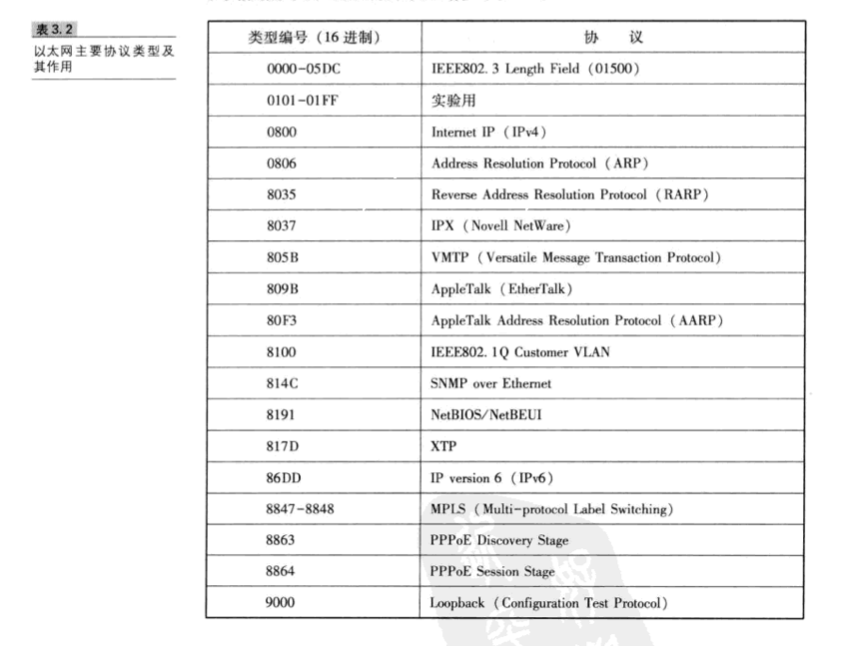 表 3.2
以太网主要协议类型及
其作用
类型编号（16 进制） 协 议
0000-05DC IEEE802. 3 Length Field（01500）
0101-01FF 实验用
0800 Internet IP（IPv4）
0806 Address Resolution Protocol（ARP）
8035 Reverse Address Resolution Protocol（RARP）
8037 IPX（Novell NetWare）
805B VMTP（Versatile Message Transaction Protocol）
809B AppleTalk（EtherTalk）
80F3 AppleTalk Address Resolution Protocol（AARP）
8100 IEEE802. 1Q Customer VLAN
814C SNMP over Ethernet
8191 NetBIOS/NetBEUI
817D XTP
86DD IP version 6（IPv6）
8847-8848 MPLS（Multi-protocol Label Switching）
8863 PPPoE Discovery Stage
8864 PPPoE Session Stage
9000 Loopback（Configuration Test Protocol）